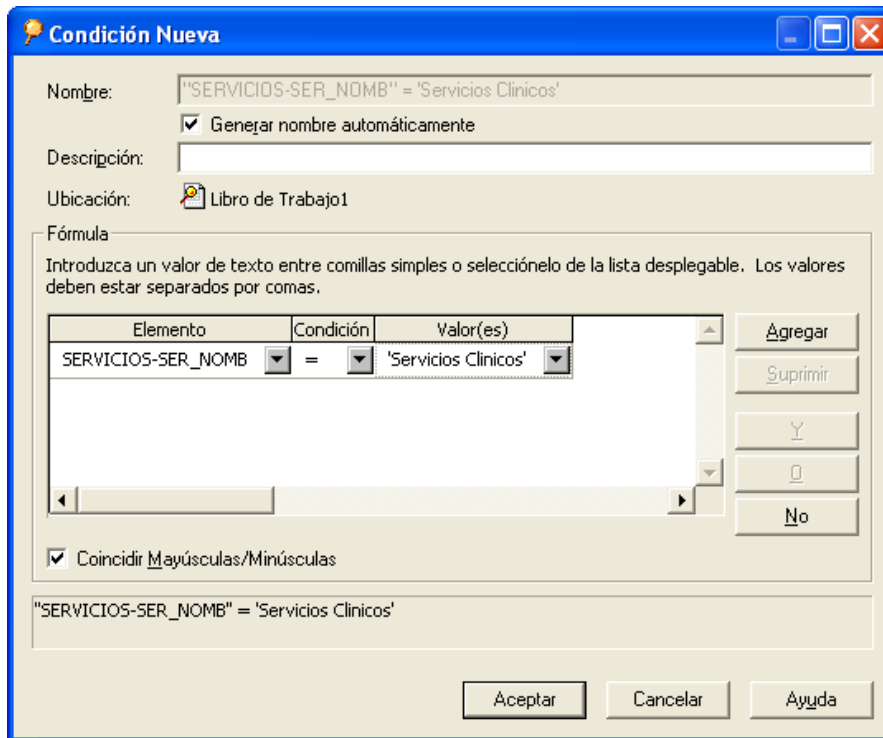 Condición Nueva
Nombre: "SERVICIOS-SER_NOMB" = 'Servicios Clinicos'
Generar nombre automáticamente
Descripción:
Ubicación: Libro de Trabajo1
Fórmula
Introduzca un valor de texto entre comillas simples o selecciónelo de la lista desplegable. Los valores
deben estar separados por comas.
Elemento Condición Valor(es)
SERVICIOS-SER_NOMB = 'Servicios Clinicos'
Agregar
Suprimir
Y
O
No
Coincidir Mayúsculas/Minúsculas
"SERVICIOS-SER_NOMB" = 'Servicios Clinicos'
Aceptar Cancelar Ayuda